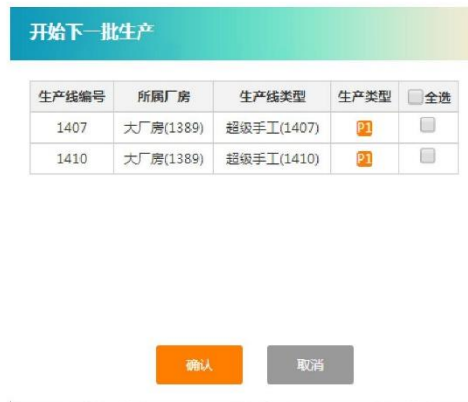 开始下一批生产
生产线编号 所属厂房 生产线类型 生产类型 全选
1407 大厂房(1389) 超级手工(1407) P1
1410 大厂房(1389) 超级手工(1410) P1
确认 取消